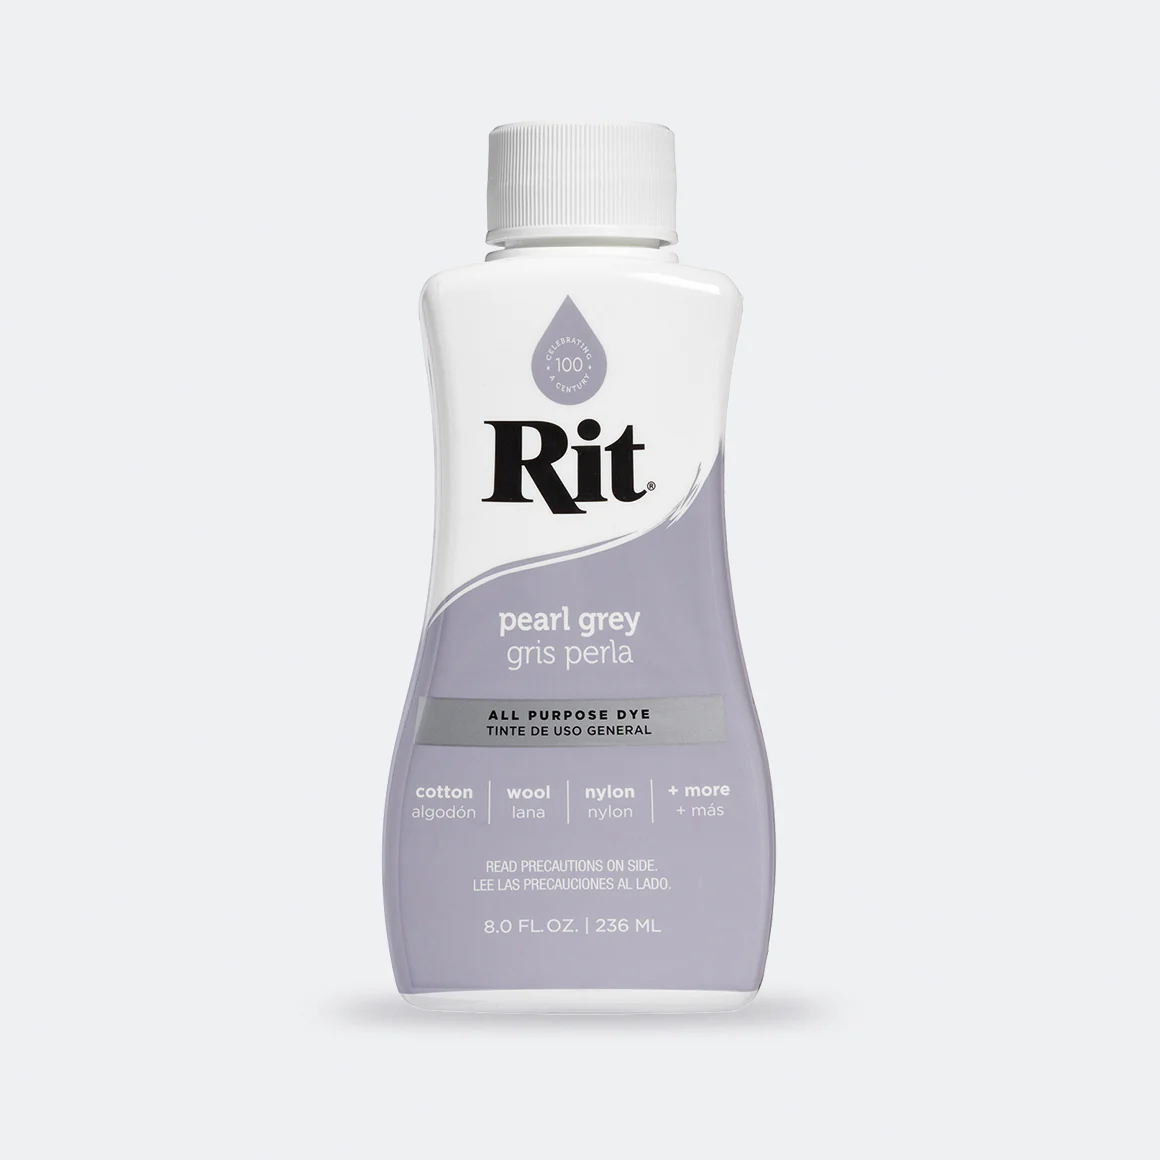 CELEBRATING
100
A CENTURY
Rit®
pearl grey
gris perla
ALL PURPOSE DYE
TINTE DE USO GENERAL
cotton | wool | nylon | + more
algodón | lana | nylon | + más
READ PRECAUTIONS ON SIDE.
LEE LAS PRECAUCIONES AL LADO.
8.0 FL.OZ. | 236 ML